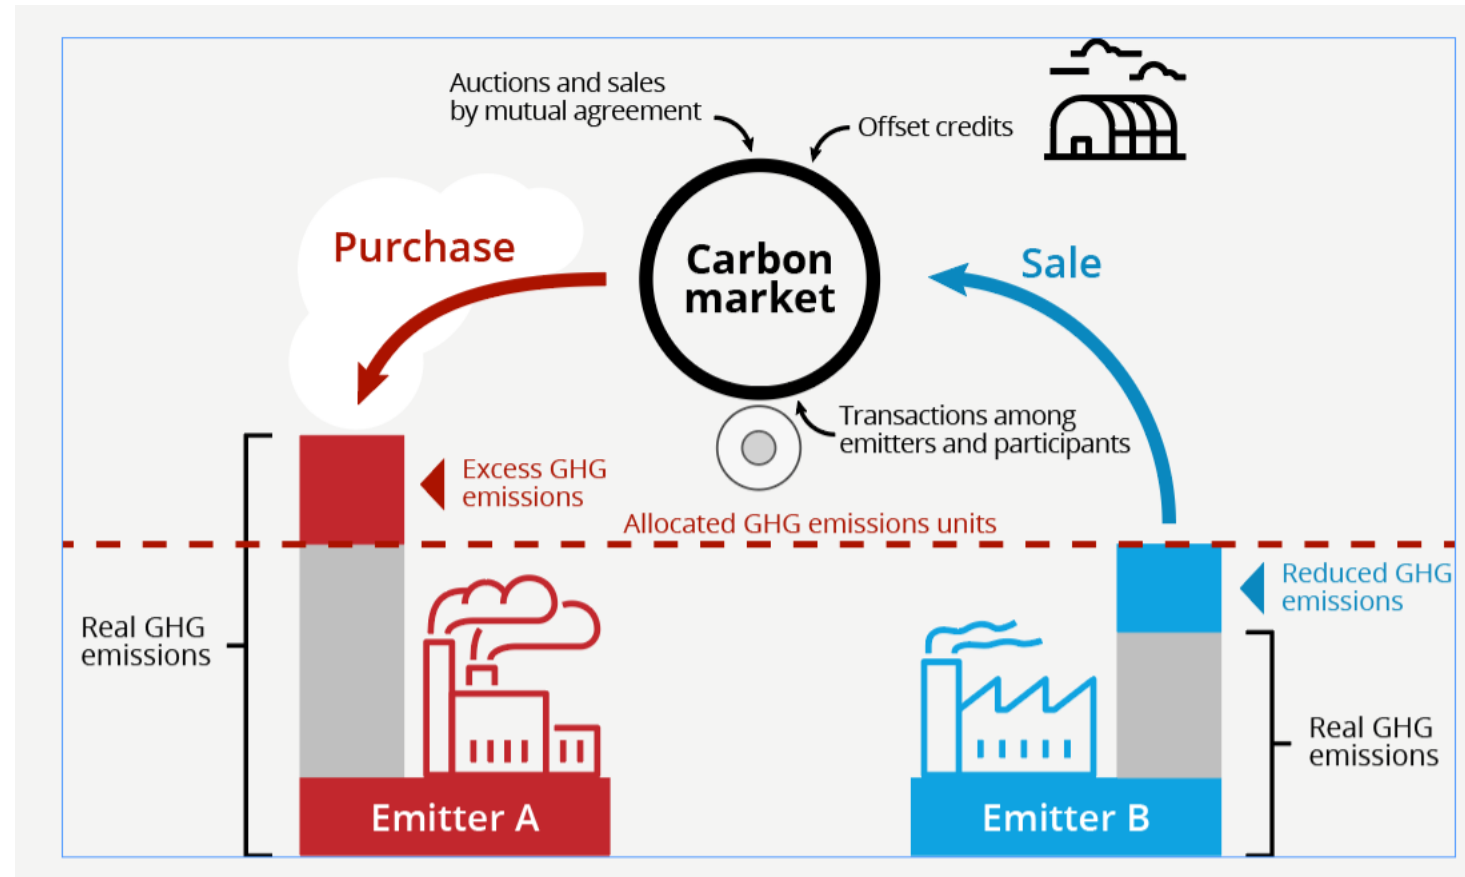 Auctions and sales
by mutual agreement
Offset credits
Purchase
Carbon
market
Sale
Transactions among
emitters and participants
Excess GHG
emissions
Allocated GHG emissions units
Reduced GHG
emissions
Real GHG
emissions
Real GHG
emissions
Emitter A
Emitter B